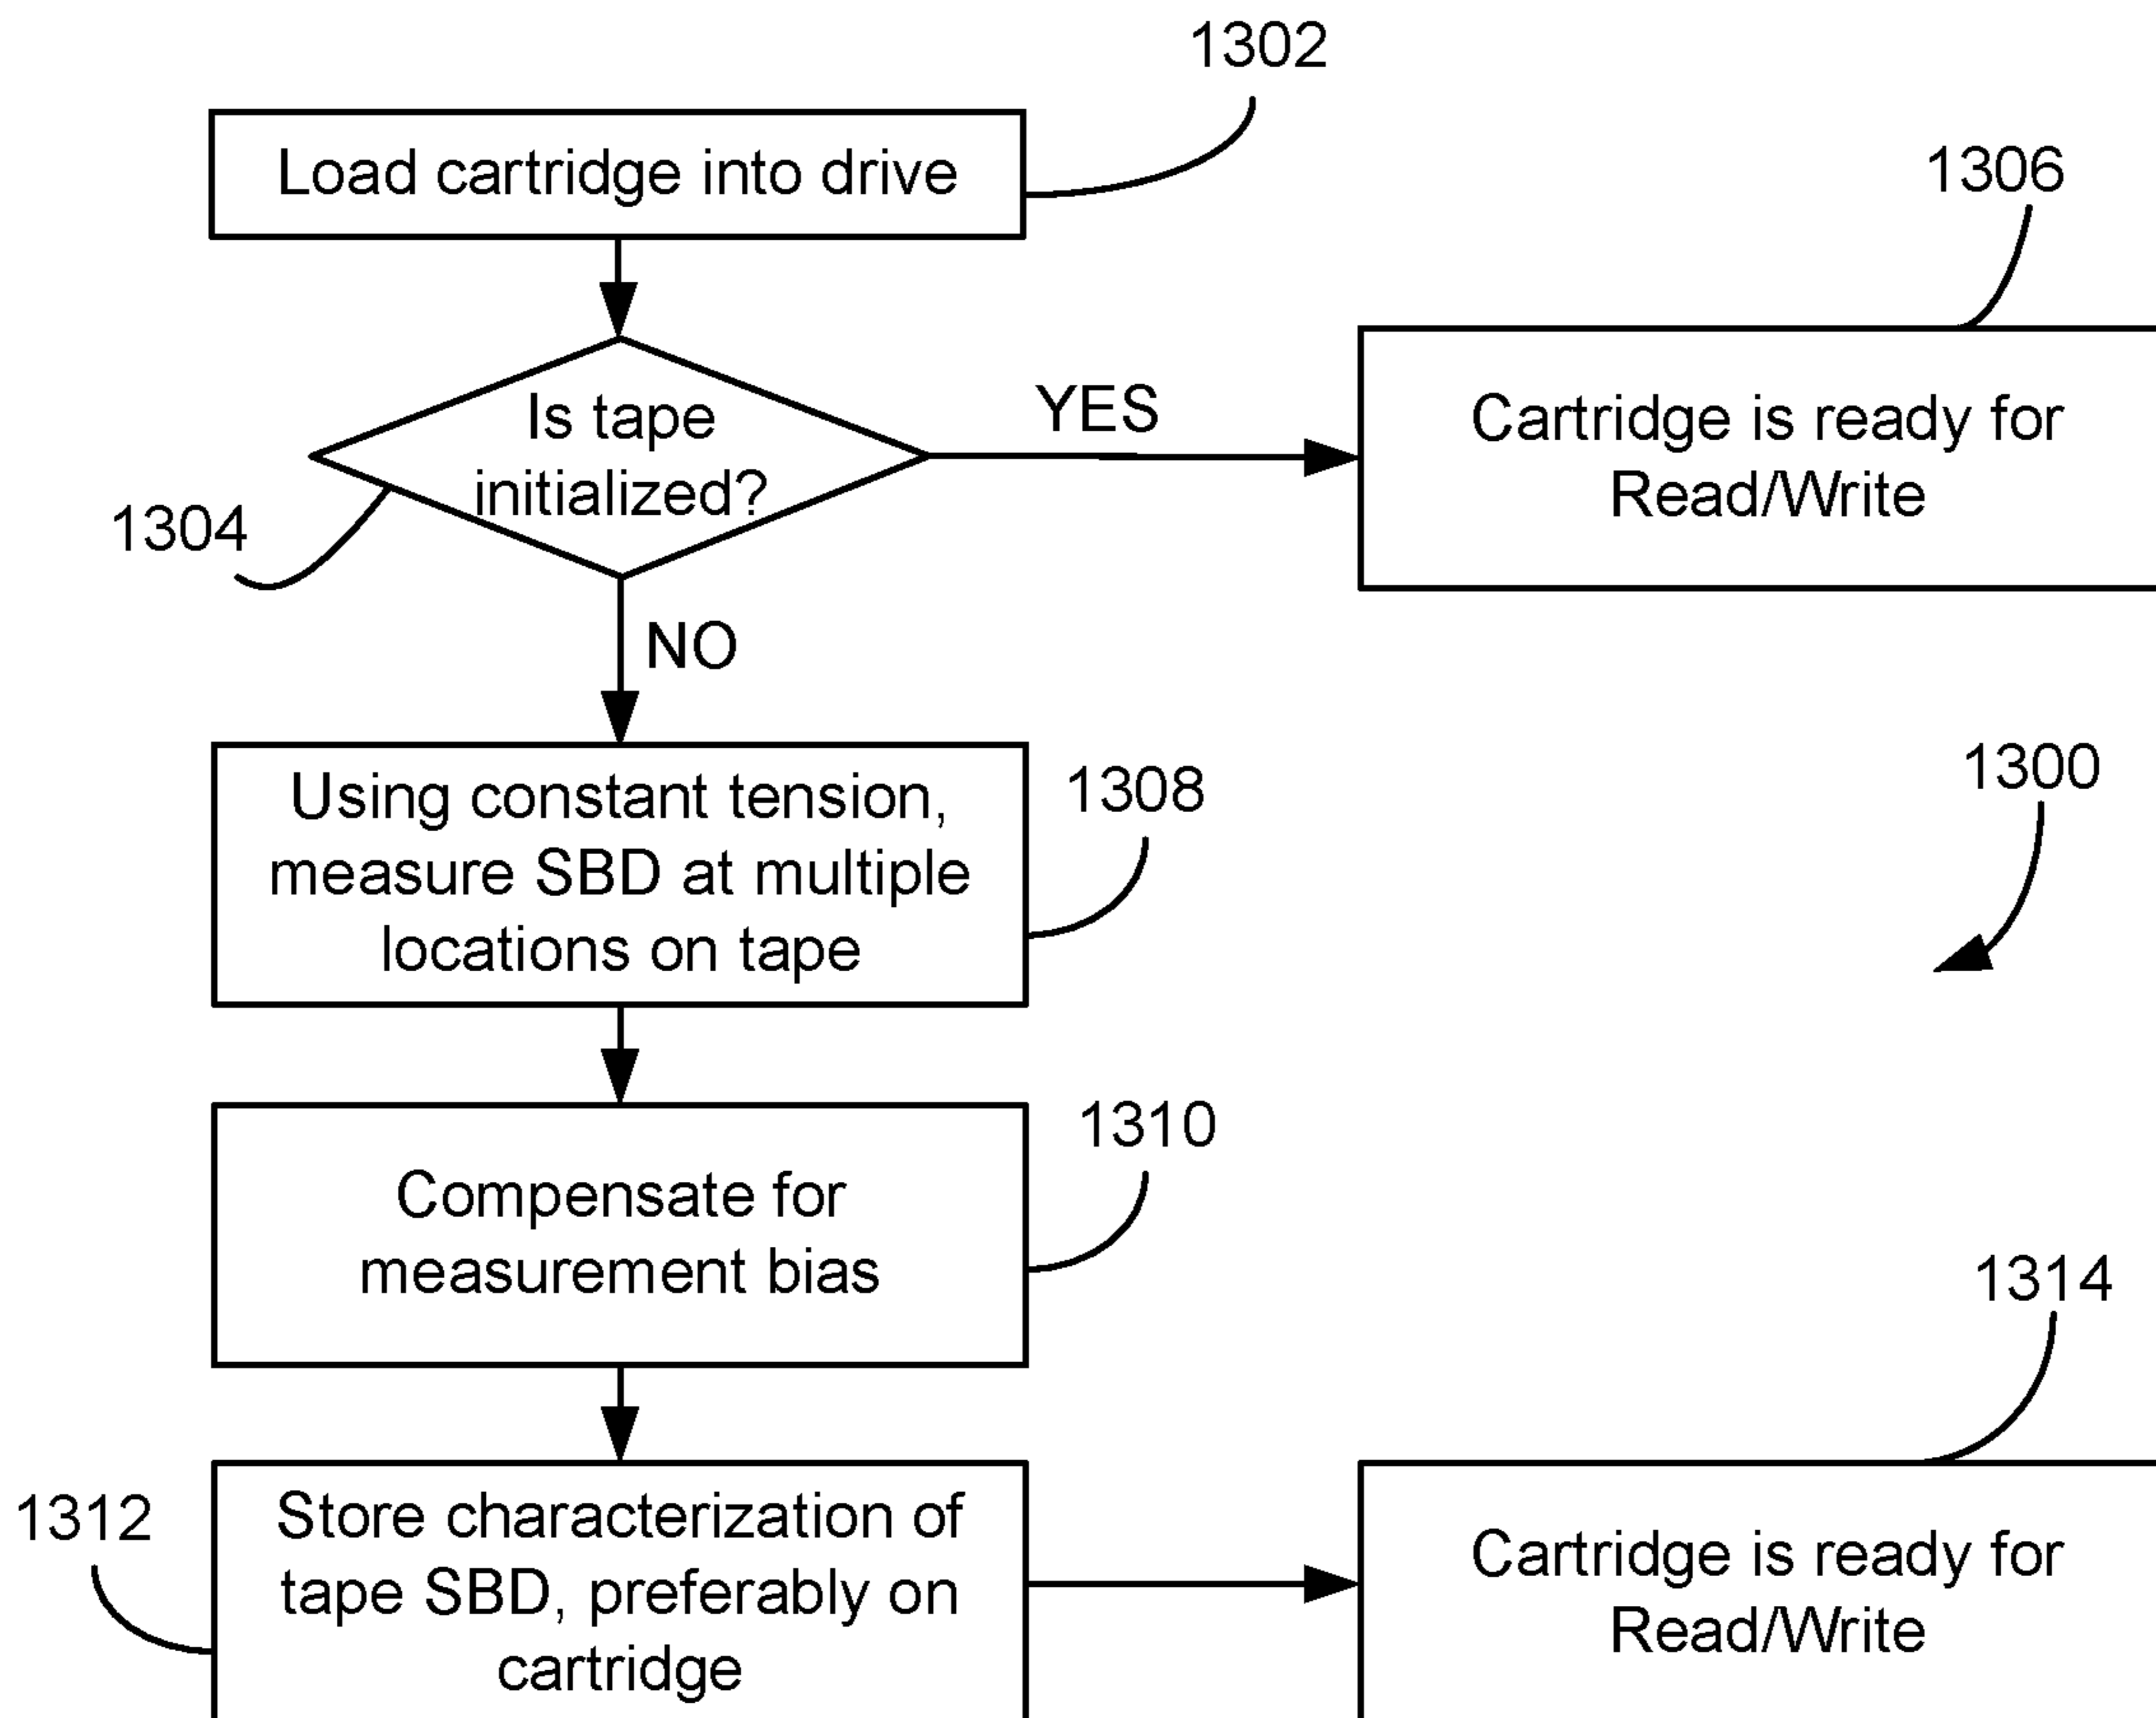 1302
Load cartridge into drive
1306
Is tape
initialized?
YES
Cartridge is ready for
Read/Write
1304
NO
Using constant tension,
measure SBD at multiple
locations on tape
1308
1300
Compensate for
measurement bias
1310
1314
1312
Store characterization of
tape SBD, preferably on
cartridge
Cartridge is ready for
Read/Write